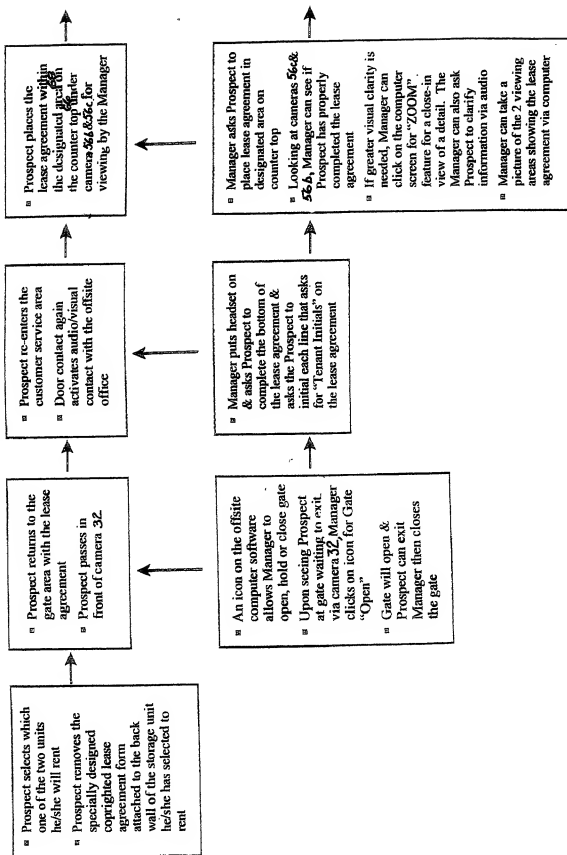 Prospect selects which
one of the two units
he/she will rent
Prospect removes the
specially designed
coprighted lease
agreement form
attached to the back
wall of the storage unit
he/she has selected to
rent
Prospect returns to the
gate area with the lease
agreement
Prospect passes in
front of camera 32
Prospect re-enters the
customer service area
Door contact again
activates audio/visual
contact with the offsite
office
Prospect places the
lease agreement within
the designated area on
the counter top under
camera 56b & 56c for
viewing by the Manager
An icon on the offsite
computer software
allows Manager to
open, hold or close gate
Upon seeing Prospect
at gate waiting to exit,
via camera 32, Manager
clicks on icon for Gate
"Open"
Gate will open &
Prospect can exit
Manager then closes
the gate
Manager puts headset on
& asks Prospect to
complete the bottom of
the lease agreement &
asks the Prospect to
initial each line that asks
for "Tenant Initials" on
the lease agreement
Manager asks Prospect to
place lease agreement in
designated area on
counter top
Looking at cameras 56c &
56b, Manager can see if
Prospect has properly
completed the lease
agreement
If greater visual clarity is
needed, Manager can
click on the computer
screen for "ZOOM"
feature for a close-in
view of a detail. The
Manager can also ask
Prospect to clarify
information via audio
Manager can take a
picture of the 2 viewing
areas showing the lease
agreement via computer